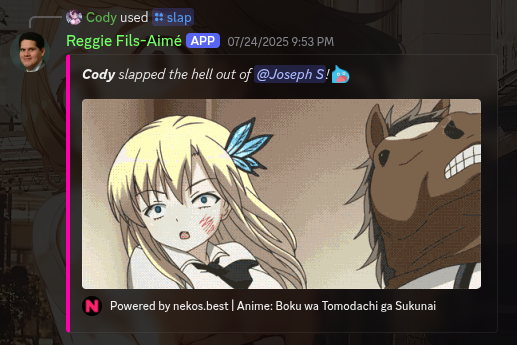 Cody used slap
Reggie Fils-Aimé APP 07/24/2025 9:53 PM
Cody slapped the hell out of @Joseph S!
N Powered by nekos.best | Anime: Boku wa Tomodachi ga Sukunai